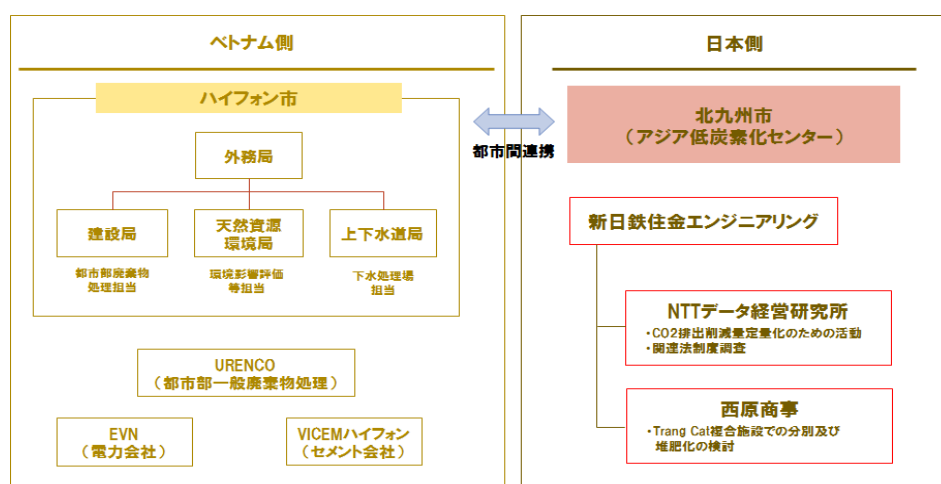 ベトナム側
ハイフォン市
外務局
建設局
天然資源
環境局
上下水道局
都市部廃棄物
処理担当
環境影響評価
等担当
下水処理場
担当
URENCO
（都市部一般廃棄物処理）
EVN
（電力会社）
VICEMハイフォン
（セメント会社）
都市間連携
日本側
北九州市
（アジア低炭素化センター）
新日鉄住金エンジニアリング
NTTデータ経営研究所
・CO2排出削減量定量化のための活動
・関連法制度調査
西原商事
・Trang Cat複合施設での分別及び
堆肥化の検討